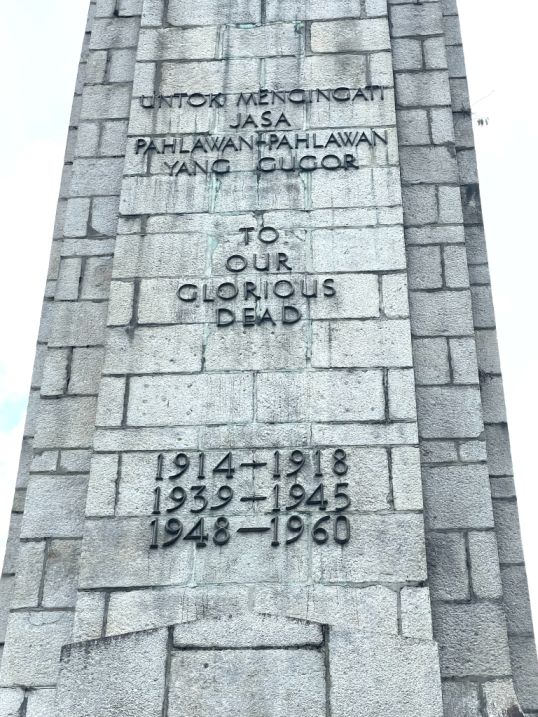 UNTOK MENGINGATI
JASA
PAHLAWAN-PAHLAWAN
YANG GUGOR
TO
OUR
GLORIOUS
DEAD
1914-1918
1939-1945
1948-1960